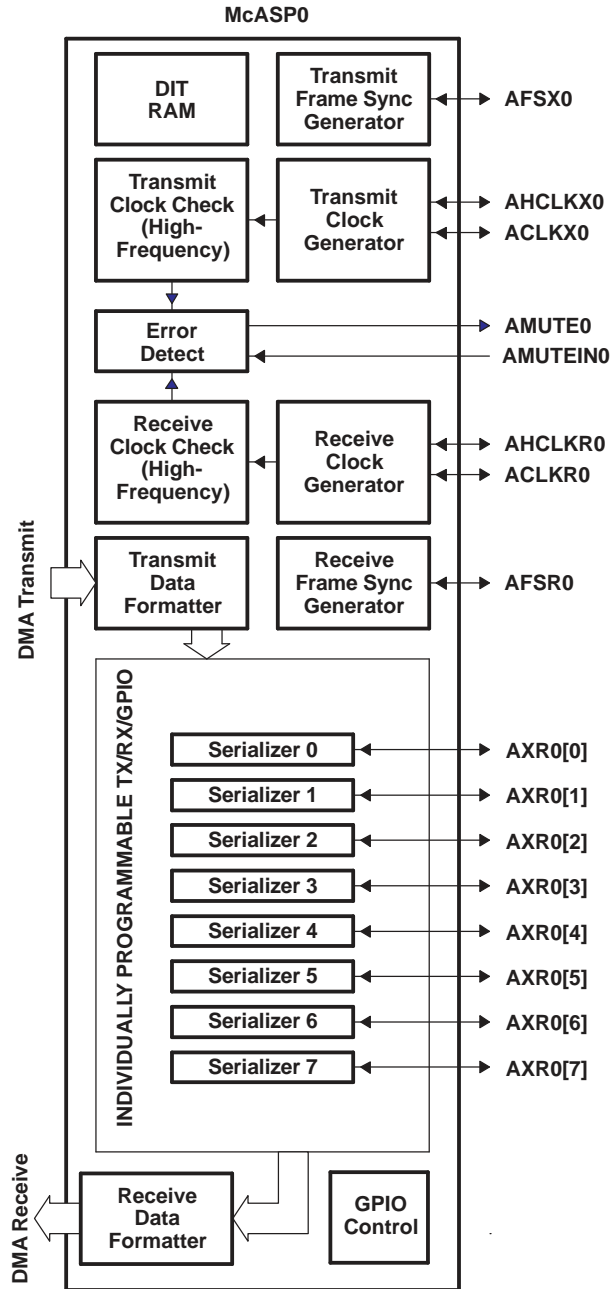 McASP0
DIT
RAM
Transmit
Frame Sync
Generator
AFSX0
Transmit
Clock Check
(High-
Frequency)
Transmit
Clock
Generator
AHCLKX0
ACLKX0
Error
Detect
AMUTE0
AMUTEIN0
Receive
Clock Check
(High-
Frequency)
Receive
Clock
Generator
AHCLKR0
ACLKR0
DMA Transmit
Transmit
Data
Formatter
Receive
Frame Sync
Generator
AFSR0
INDIVIDUALLY PROGRAMMABLE TX/RX/GPIO
Serializer 0
AXR0[0]
Serializer 1
AXR0[1]
Serializer 2
AXR0[2]
Serializer 3
AXR0[3]
Serializer 4
AXR0[4]
Serializer 5
AXR0[5]
Serializer 6
AXR0[6]
Serializer 7
AXR0[7]
DMA Receive
Receive
Data
Formatter
GPIO
Control